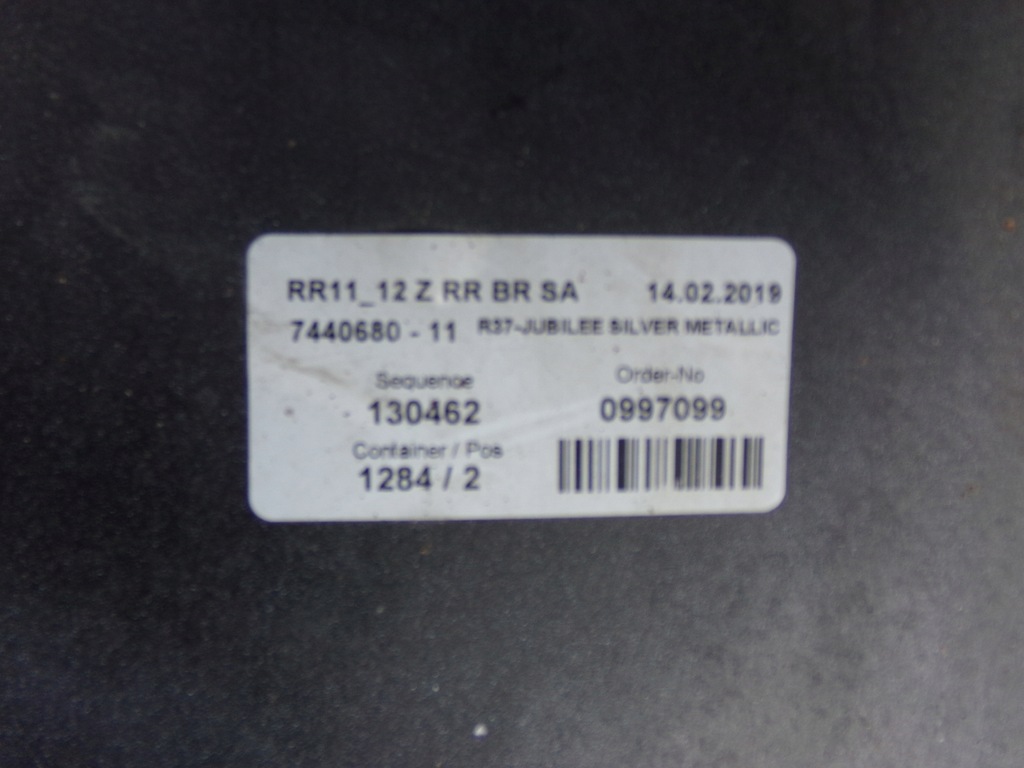 RR11_12 Z RR BR SA 14.02.2019
7440680 - 11 R37-JUBILEE SILVER METALLIC
Sequence Order-No
130462 0997099
Container / Pos
1284 / 2